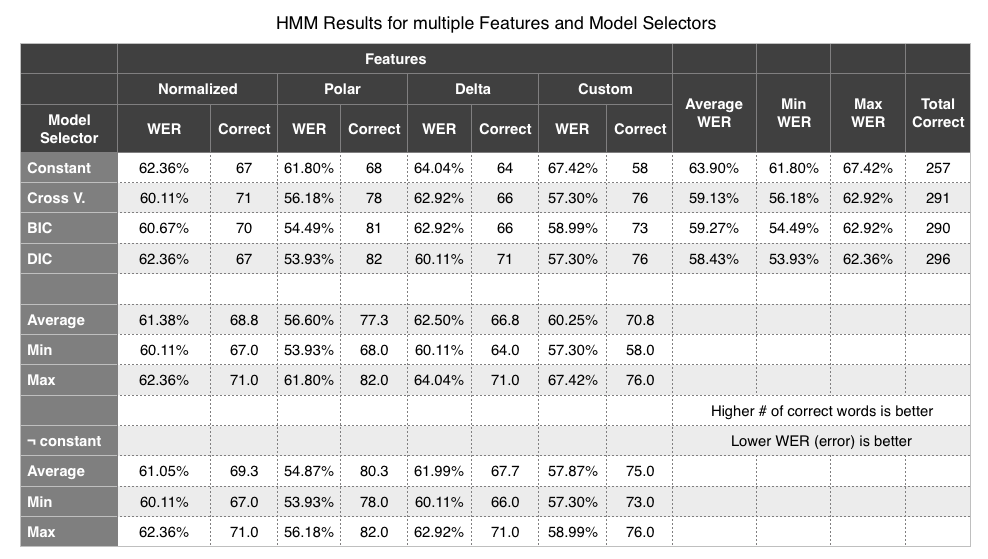 HMM Results for multiple Features and Model Selectors
Features
Normalized Polar Delta Custom
Model Selector WER Correct WER Correct WER Correct WER Correct Average WER Min WER Max WER Total Correct
Constant 62.36% 67 61.80% 68 64.04% 64 67.42% 58 63.90% 61.80% 67.42% 257
Cross V. 60.11% 71 56.18% 78 62.92% 66 57.30% 76 59.13% 56.18% 62.92% 291
BIC 60.67% 70 54.49% 81 62.92% 66 58.99% 73 59.27% 54.49% 62.92% 290
DIC 62.36% 67 53.93% 82 60.11% 71 57.30% 76 58.43% 53.93% 62.36% 296
Average 61.38% 68.8 56.60% 77.3 62.50% 66.8 60.25% 70.8
Min 60.11% 67.0 53.93% 68.0 60.11% 64.0 57.30% 58.0
Max 62.36% 71.0 61.80% 82.0 64.04% 71.0 67.42% 76.0
Higher # of correct words is better
¬ constant Lower WER (error) is better
Average 61.05% 69.3 54.87% 80.3 61.99% 67.7 57.87% 75.0
Min 60.11% 67.0 53.93% 78.0 60.11% 66.0 57.30% 73.0
Max 62.36% 71.0 56.18% 82.0 62.92% 71.0 58.99% 76.0